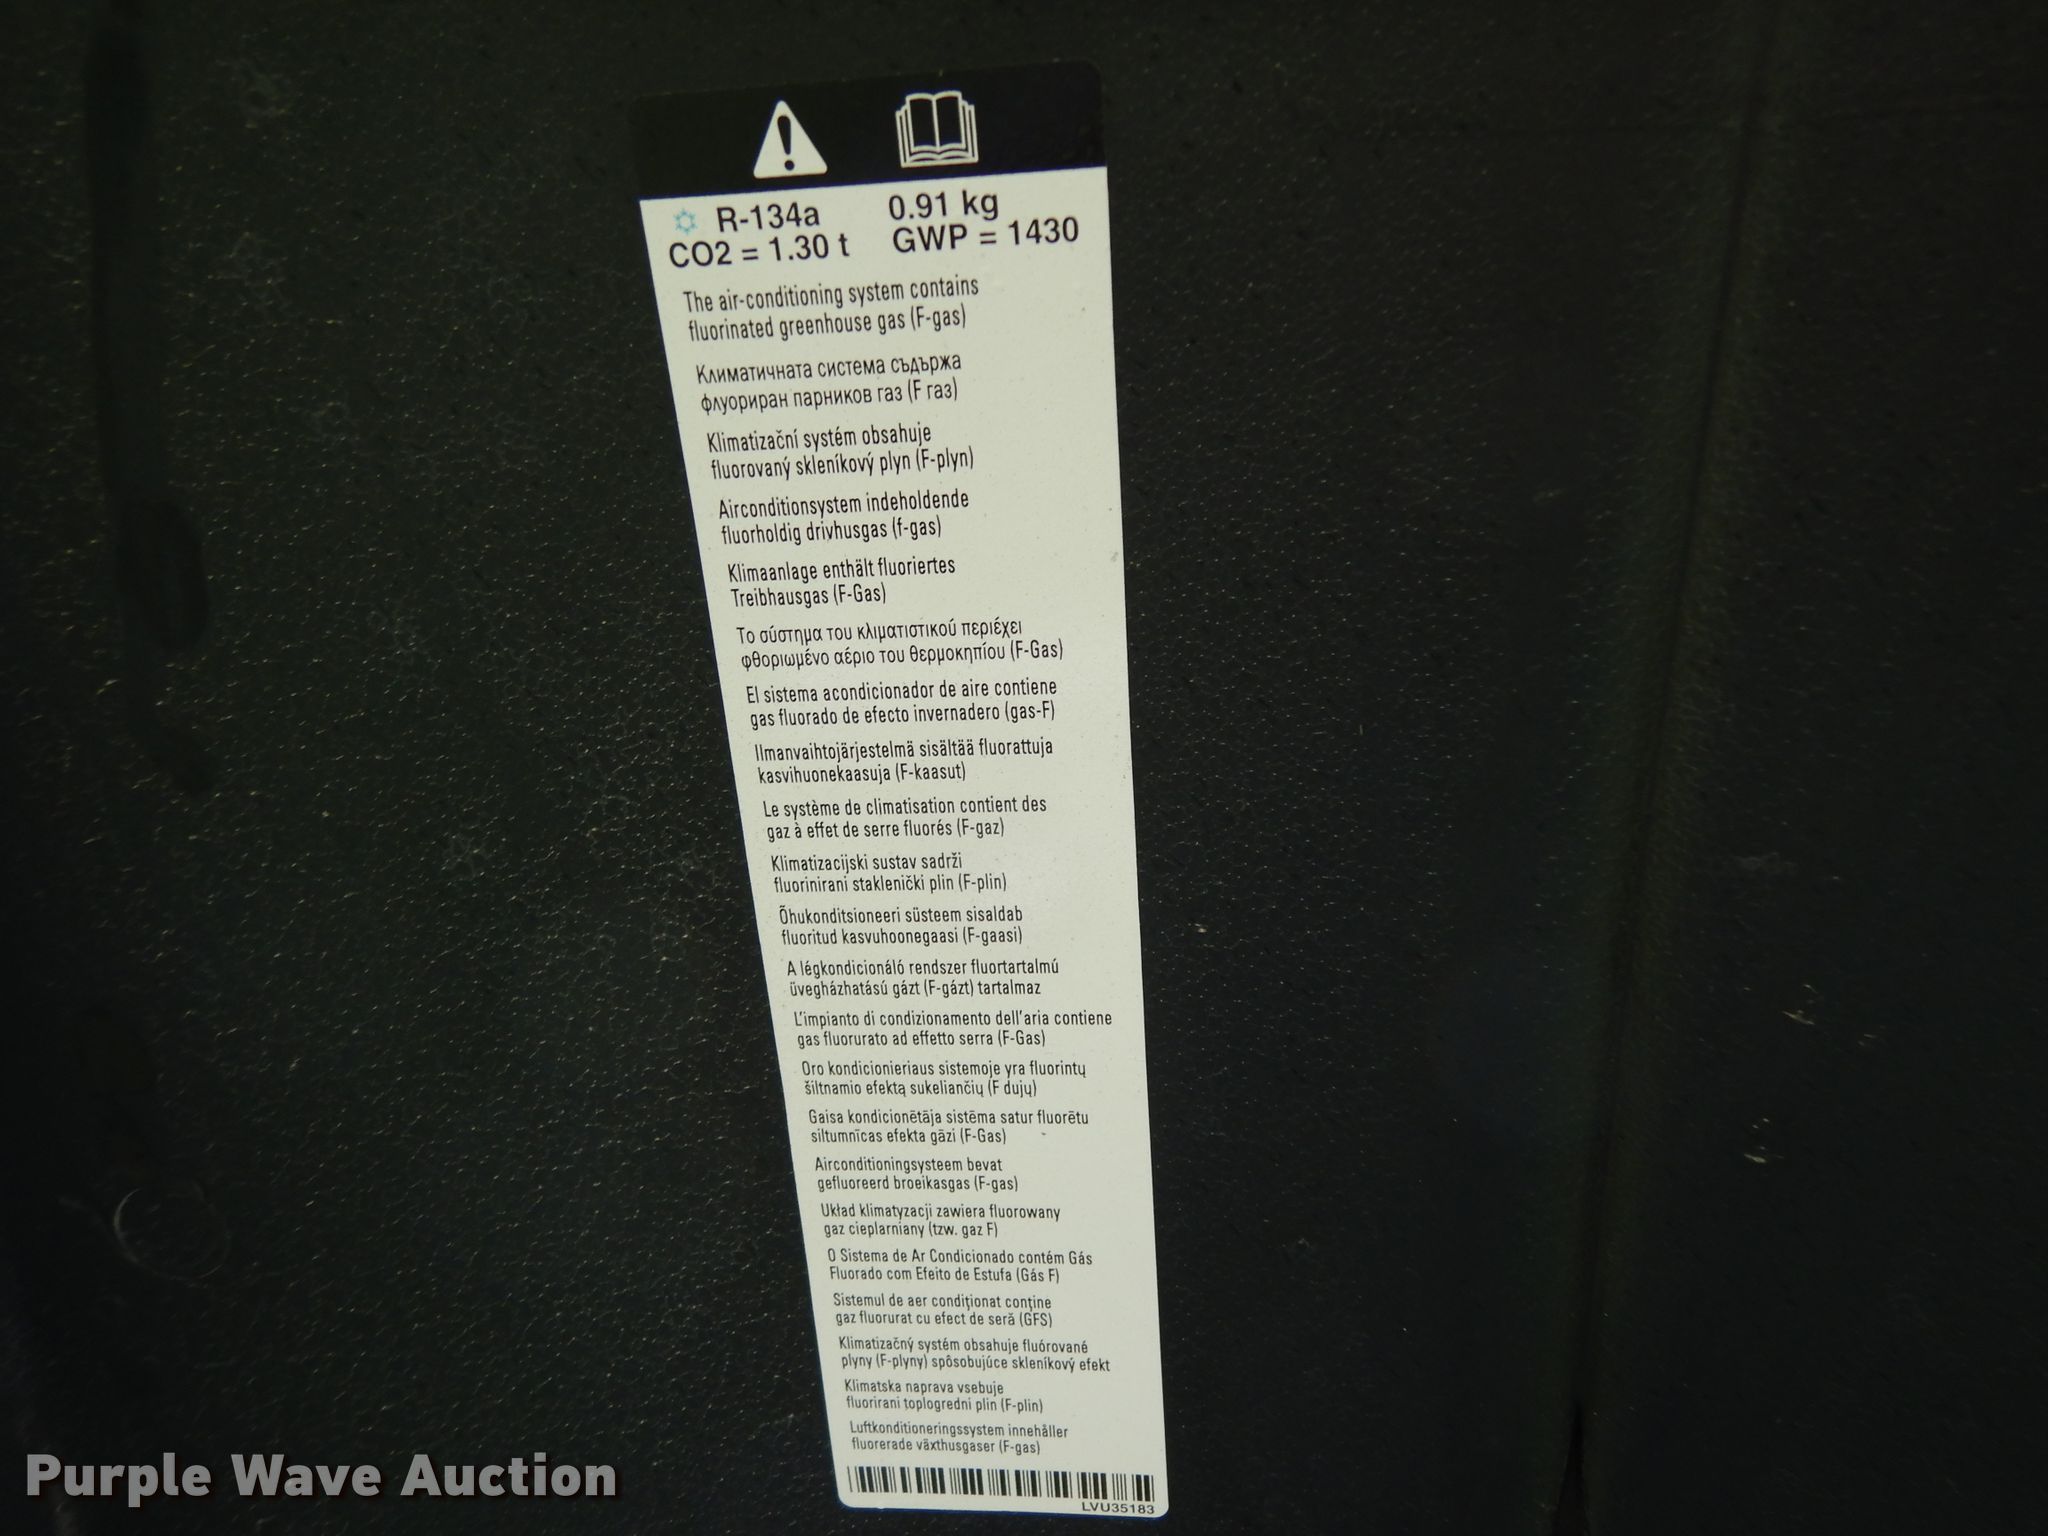 R-134a 0.91 kg
CO2 = 1.30 t GWP = 1430
The air-conditioning system contains
fluorinated greenhouse gas (F-gas)
Климатичната система съдържа
флуориран парников газ (F газ)
Klimatizační systém obsahuje
fluorovaný skleníkový plyn (F-plyn)
Airconditionsystem indeholdende
fluorholdig drivhusgas (f-gas)
Klimaanlage enthält fluoriertes
Treibhausgas (F-Gas)
Το σύστημα του κλιματιστικού περιέχει
φθοριωμένο αέριο του θερμοκηπίου (F-Gas)
El sistema acondicionador de aire contiene
gas fluorado de efecto invernadero (gas-F)
Ilmanvaihtojärjestelmä sisältää fluorattuja
kasvihuonekaasuja (F-kaasut)
Le système de climatisation contient des
gaz à effet de serre fluorés (F-gaz)
Klimatizacijski sustav sadrži
fluorinirani staklenički plin (F-plin)
Õhukonditsioneeri süsteem sisaldab
fluoritud kasvuhoonegaasi (F-gaasi)
A légkondicionáló rendszer fluortartalmú
üvegházhatású gázt (F-gázt) tartalmaz
L'impianto di condizionamento dell'aria contiene
gas fluorurato ad effetto serra (F-Gas)
Oro kondicionieriaus sistemoje yra fluorintų
šiltnamio efektą sukeliančių (F dujų)
Gaisa kondicionētāja sistēma satur fluorētu
siltumnīcas efekta gāzi (F-Gas)
Airconditioningsysteem bevat
gefluoreerd broeikasgas (F-gas)
Układ klimatyzacji zawiera fluorowany
gaz cieplarniany (tzw. gaz F)
O Sistema de Ar Condicionado contém Gás
Fluorado com Efeito de Estufa (Gás F)
Sistemul de aer condiţionat conţine
gaz fluorurat cu efect de seră (GFS)
Klimatizačný systém obsahuje fluórované
plyny (F-plyny) spôsobujúce skleníkový efekt
Klimatska naprava vsebuje
fluorirani toplogredni plin (F-plin)
Luftkonditioneringssystem innehåller
fluorerade växthusgaser (F-gas)
LVU35183
Purple Wave Auction